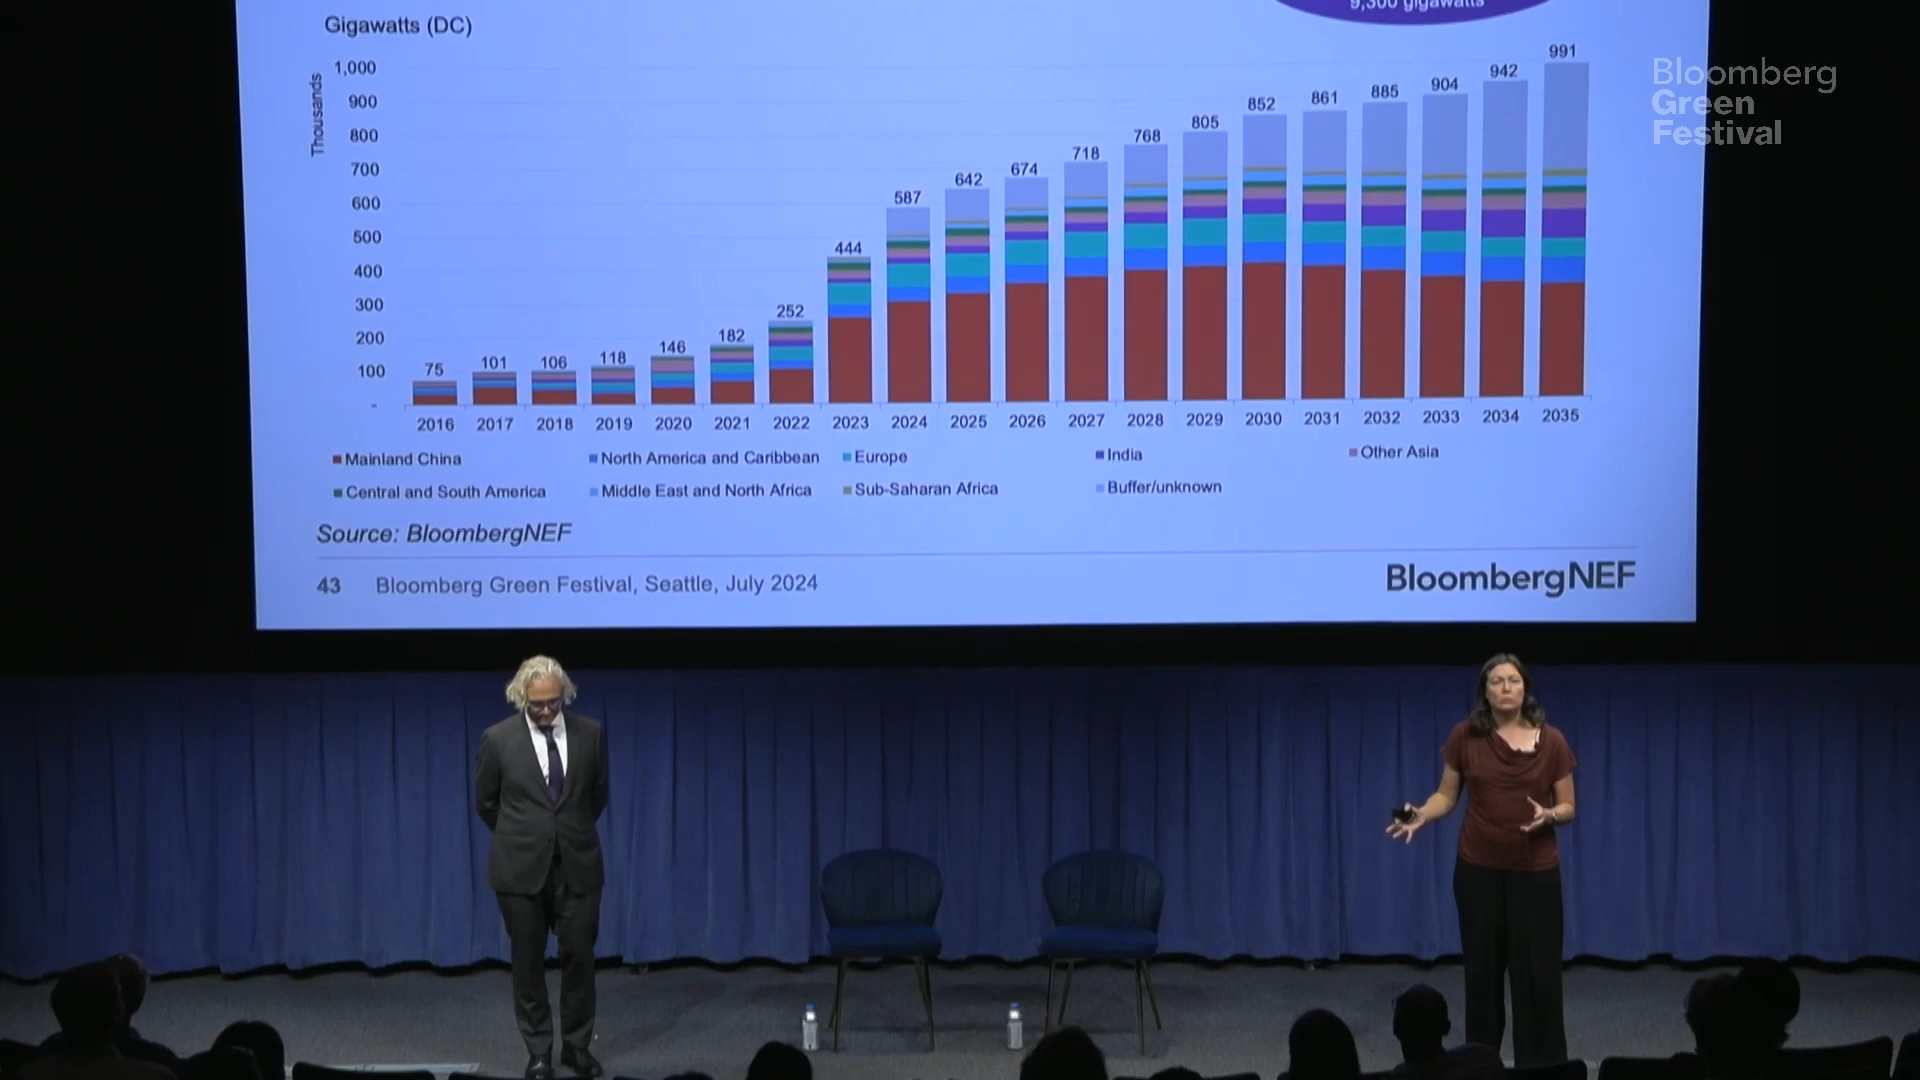 9,300 gigawatts
Gigawatts (DC)
Thousands
1,000
900
800
700
600
500
400
300
200
100
-
75 101 106 118 146 182 252 444 587 642 674 718 768 805 852 861 885 904 942 991
2016 2017 2018 2019 2020 2021 2022 2023 2024 2025 2026 2027 2028 2029 2030 2031 2032 2033 2034 2035
Mainland China North America and Caribbean Europe India Other Asia
Central and South America Middle East and North Africa Sub-Saharan Africa Buffer/unknown
Source: BloombergNEF
43 Bloomberg Green Festival, Seattle, July 2024
BloombergNEF
Bloomberg
Green
Festival